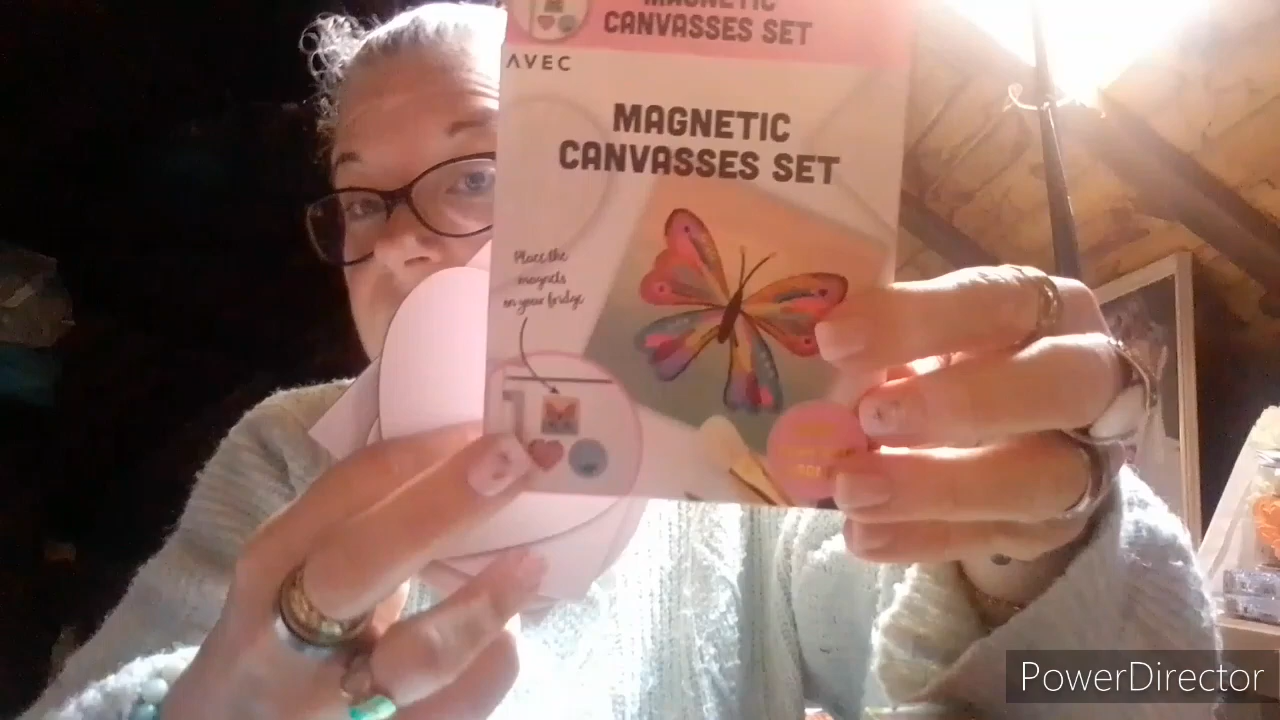 MAGNETIC
CANVASSES SET
AVEC
MAGNETIC
CANVASSES SET
Place the
magnets
on your fridge
PowerDirector